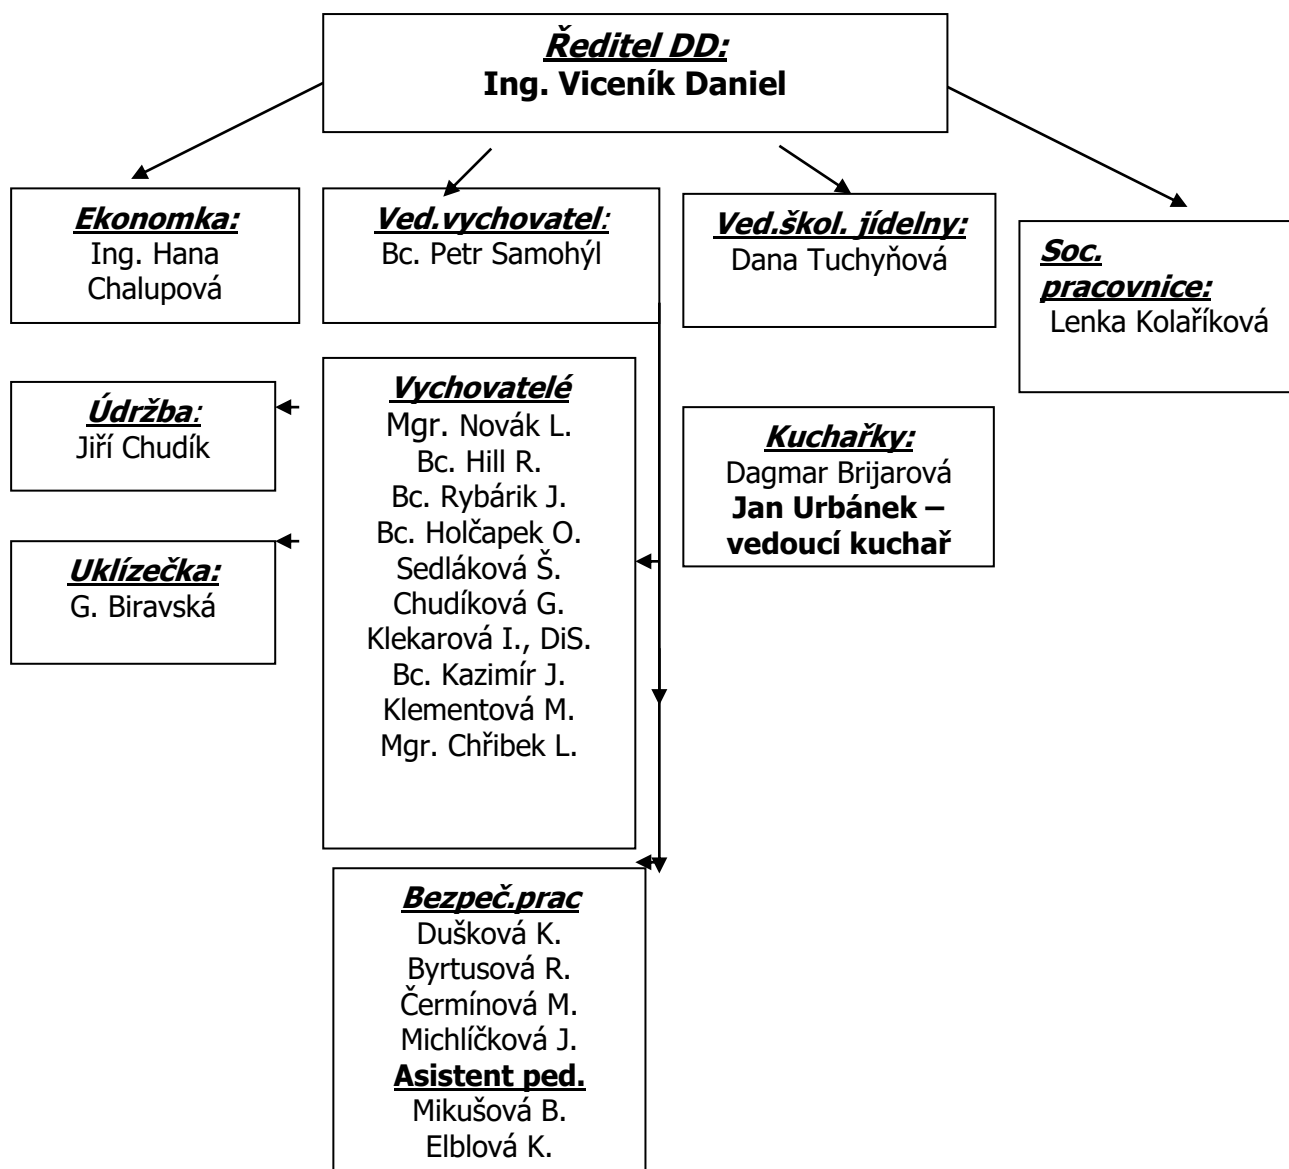 Ředitel DD:
Ing. Viceník Daniel
Ekonomka:
Ing. Hana
Chalupová
Ved.vychovatel:
Bc. Petr Samohýl
Ved.škol. jídelny:
Dana Tuchyňová
Soc.
pracovnice:
Lenka Kolaříková
Údržba:
Jiří Chudík
Uklízečka:
G. Biravská
Vychovatelé
Mgr. Novák L.
Bc. Hill R.
Bc. Rybárik J.
Bc. Holčapek O.
Sedláková Š.
Chudíková G.
Klekarová I., DiS.
Bc. Kazimír J.
Klementová M.
Mgr. Chřibek L.
Kuchařky:
Dagmar Brijarová
Jan Urbánek –
vedoucí kuchař
Bezpeč.prac
Dušková K.
Byrtusová R.
Čermínová M.
Michlíčková J.
Asistent ped.
Mikušová B.
Elblová K.